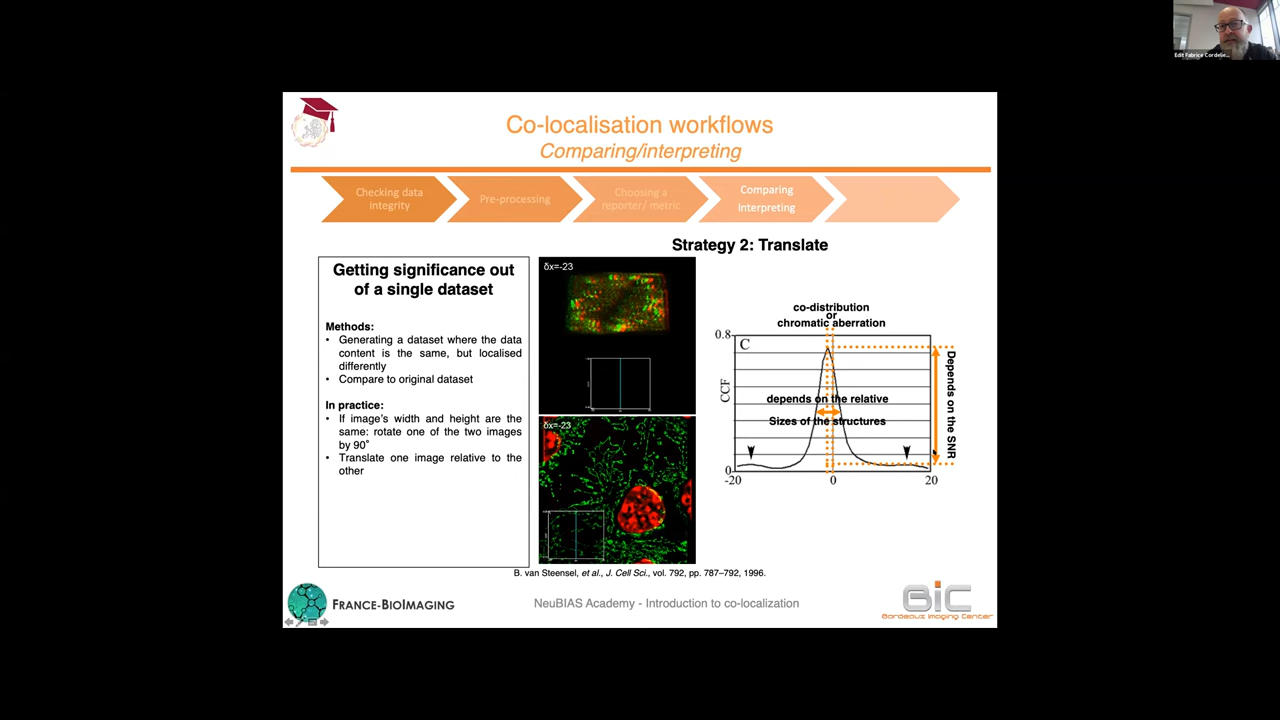 Edit Fabrice Cordelie...
Co-localisation workflows
Comparing/interpreting
Checking data
integrity
Pre-processing
Choosing a
reporter/ metric
Comparing
Interpreting
Strategy 2: Translate
Getting significance out
of a single dataset
Methods:
• Generating a dataset where the data
content is the same, but localised
differently
• Compare to original dataset
In practice:
• If image's width and height are the
same: rotate one of the two images
by 90°
• Translate one image relative to the
other
δx=-23
δx=-23
co-distribution
or
chromatic aberration
0.8
C
CCF
depends on the relative
Sizes of the structures
Depends on the SNR
0
-20
0
20
B. van Steensel, et al., J. Cell Sci., vol. 792, pp. 787–792, 1996.
FRANCE-BIOIMAGING
NeuBIAS Academy - Introduction to co-localization
BIC
Bordeaux Imaging Center